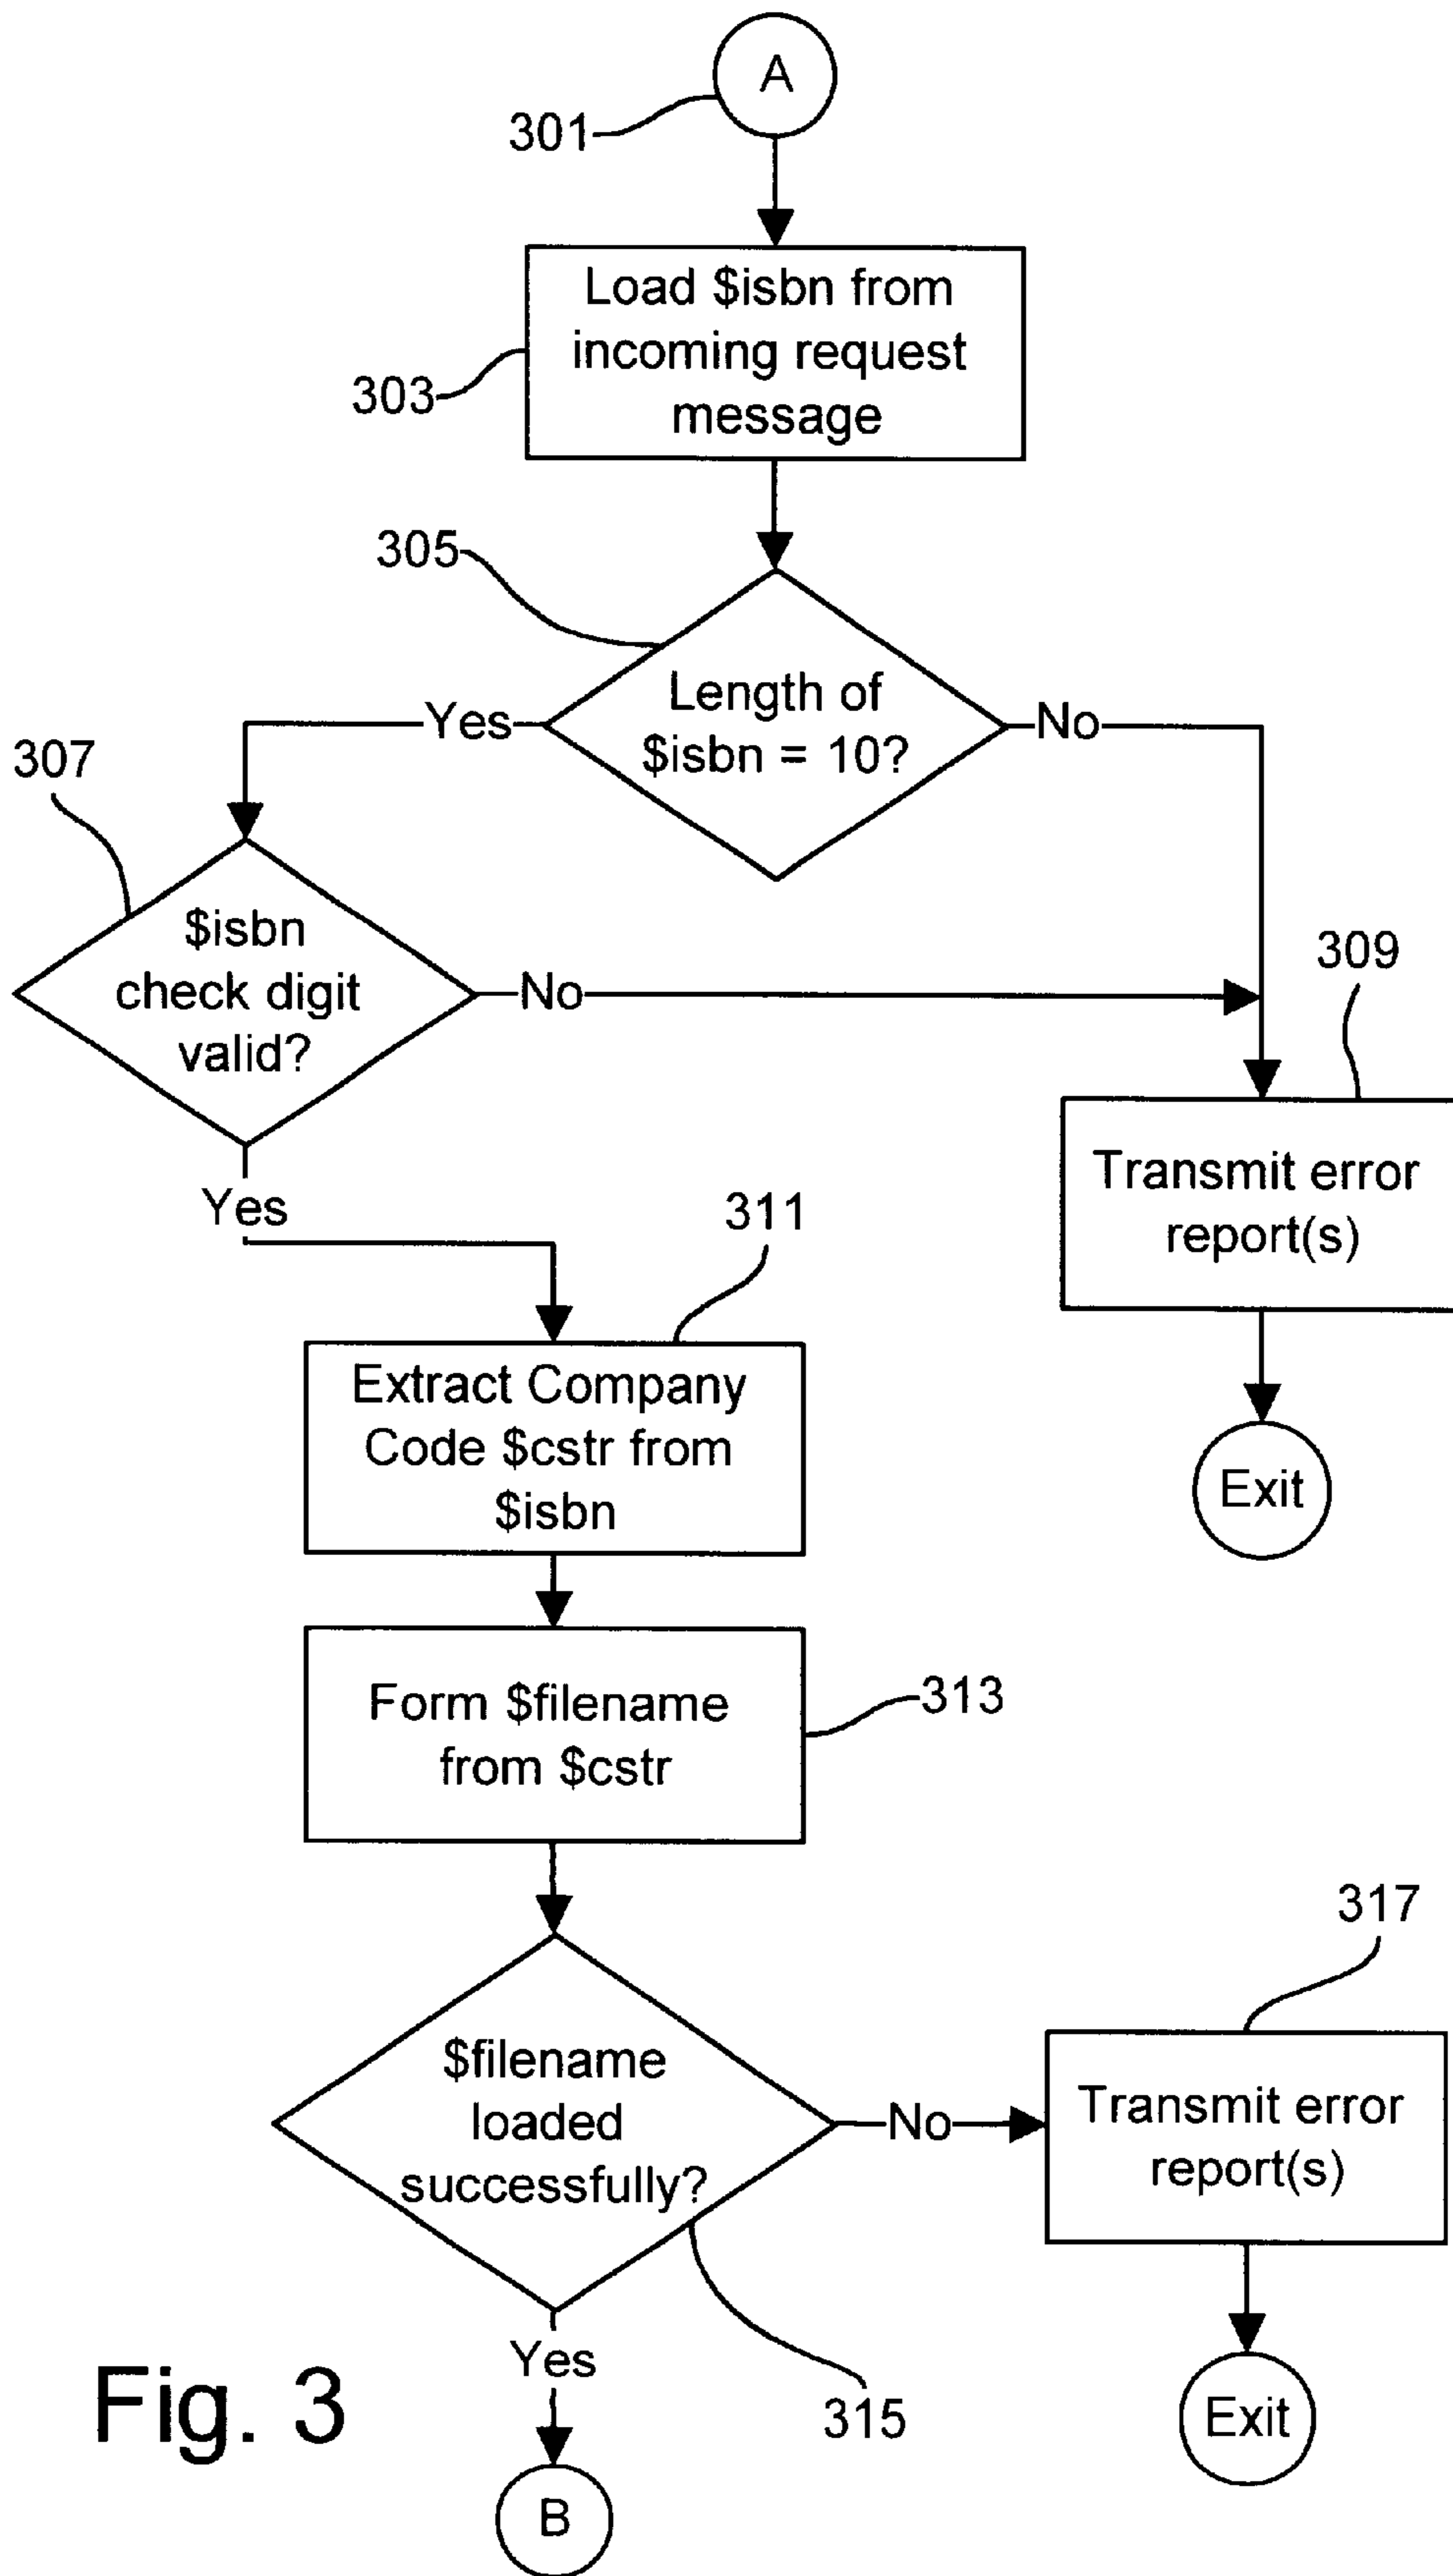 A
301
Load $isbn from
incoming request
message
303
305
Length of
$isbn = 10?
Yes
No
307
$isbn
check digit
valid?
No
309
Transmit error
report(s)
Yes
311
Extract Company
Code $cstr from
$isbn
Exit
Form $filename
from $cstr
313
317
$filename
loaded
successfully?
No
Transmit error
report(s)
Yes
315
Exit
Fig. 3
B